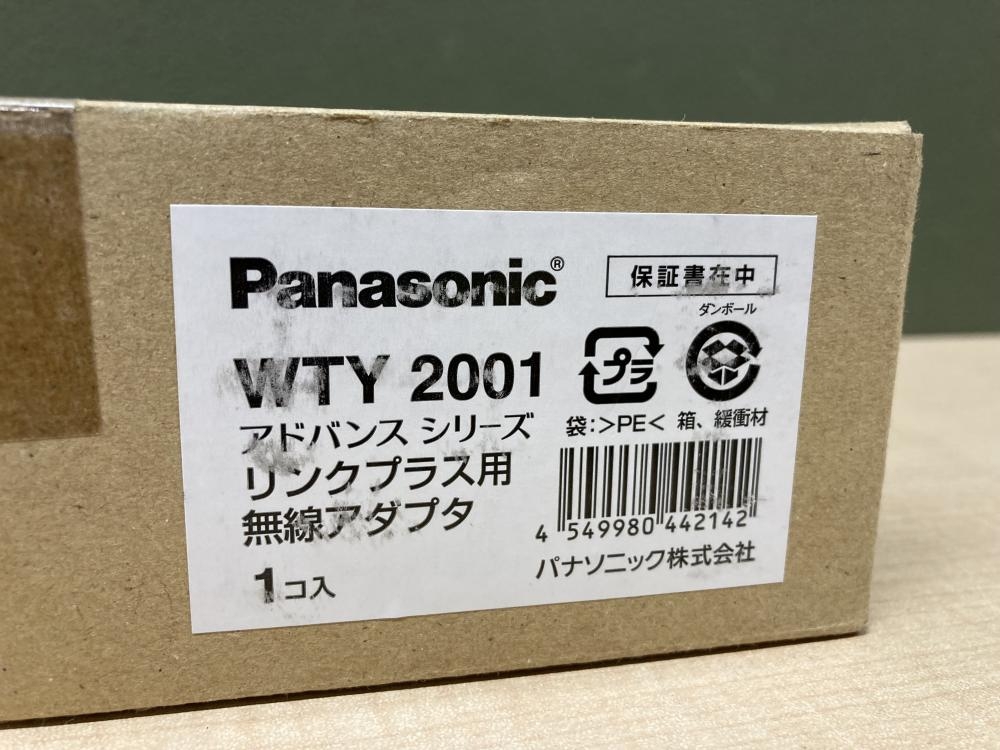 Panasonic®
保証書在中
WTY 2001
プラ
ダンボール
アドバンス シリーズ
袋:>PE< 箱、緩衝材
リンクプラス用
無線アダプタ
4 549980 442142
1コ入
パナソニック株式会社